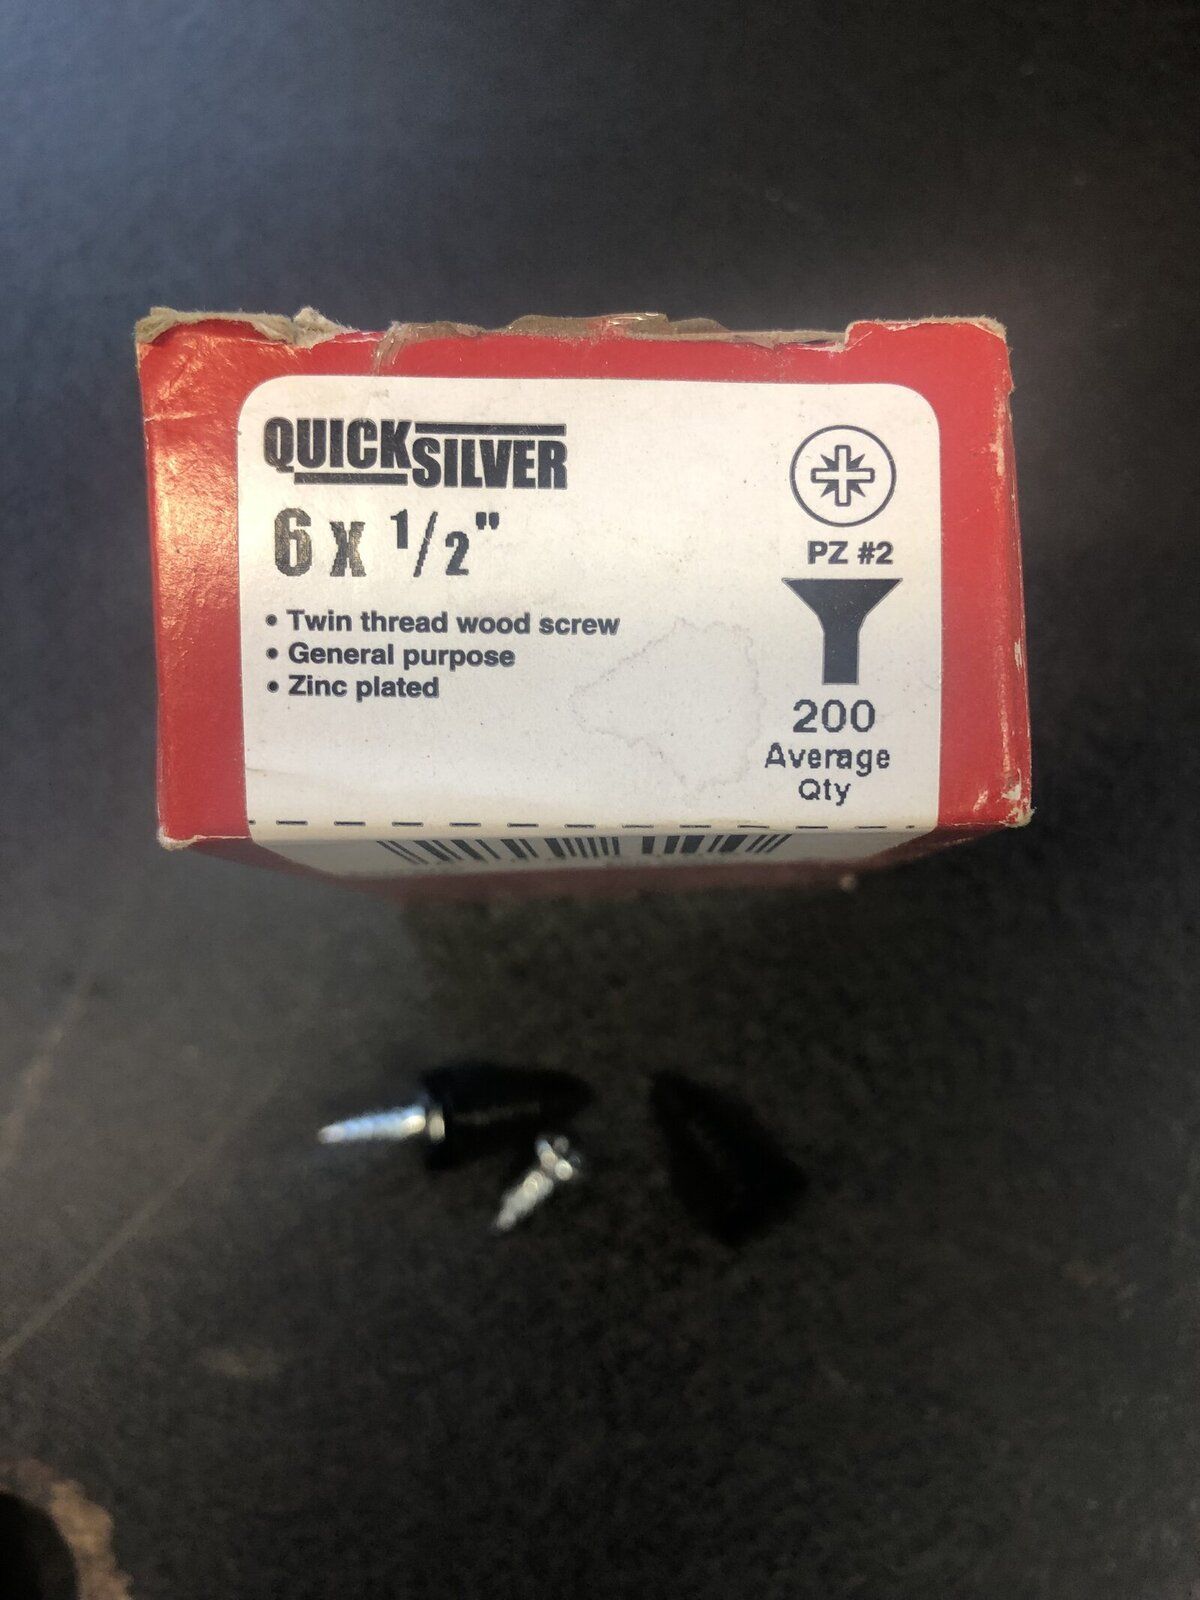 QUICKSILVER
6 x 1/2"
• Twin thread wood screw
• General purpose
• Zinc plated
PZ #2
200
Average
Qty